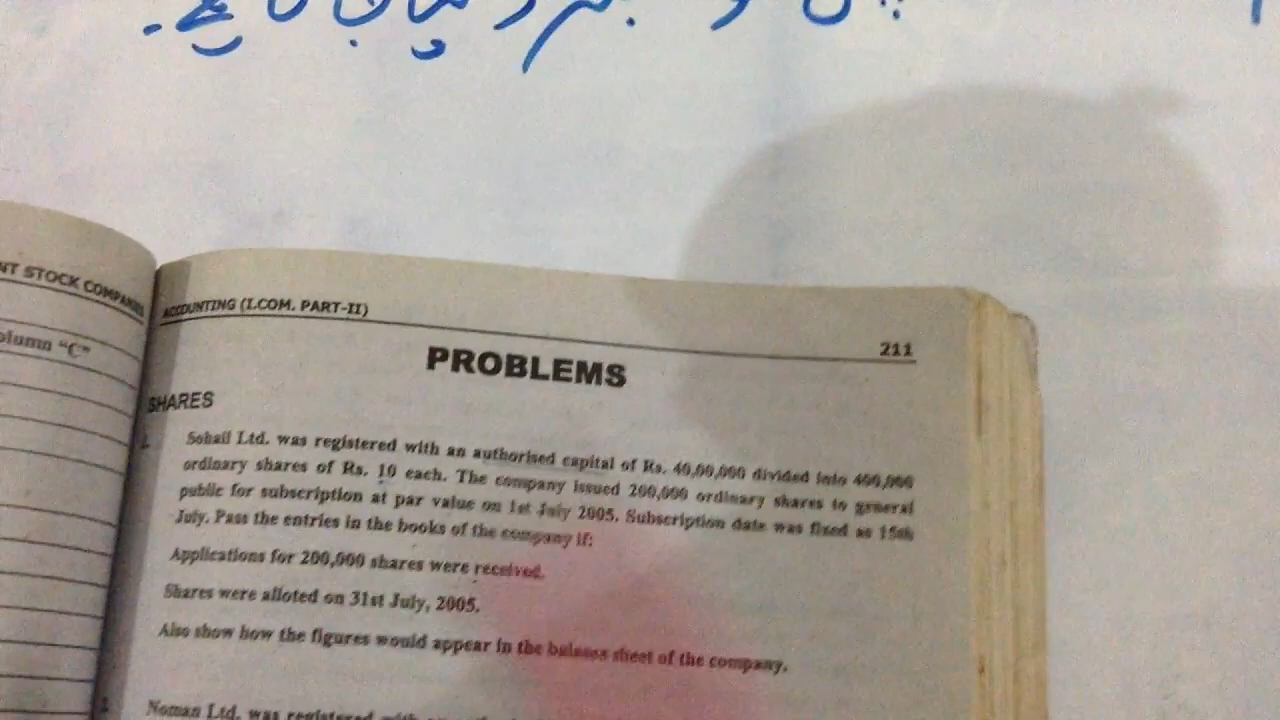 NT STOCK COMPANIES
olumn "C"
ACCOUNTING (I.COM. PART-II)
211
PROBLEMS
SHARES
1. Sohail Ltd. was registered with an authorised capital of Rs. 40,00,000 divided into 400,000
ordinary shares of Rs. 10 each. The company issued 200,000 ordinary shares to general
public for subscription at par value on 1st July 2005. Subscription date was fixed as 15th
July. Pass the entries in the books of the company if:
Applications for 200,000 shares were received.
Shares were alloted on 31st July, 2005.
Also show how the figures would appear in the balance sheet of the company.
Noman Ltd. was registered with